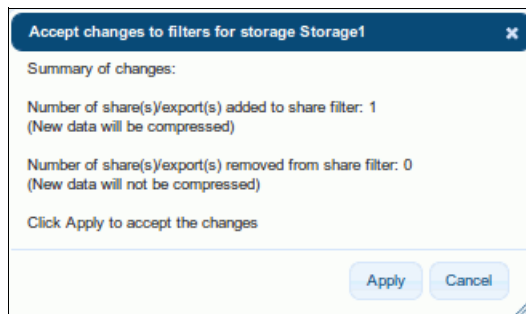 Accept changes to filters for storage Storage1
Summary of changes:
Number of share(s)/export(s) added to share filter: 1
(New data will be compressed)
Number of share(s)/export(s) removed from share filter: 0
(New data will not be compressed)
Click Apply to accept the changes
Apply Cancel